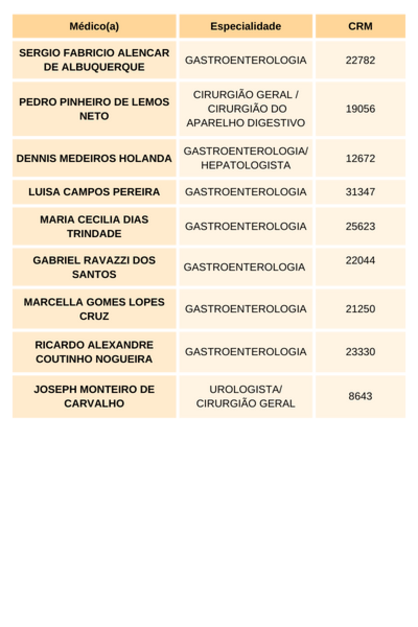 Médico(a) Especialidade CRM
SERGIO FABRICIO ALENCAR
DE ALBUQUERQUE
GASTROENTEROLOGIA
22782
PEDRO PINHEIRO DE LEMOS
NETO
CIRURGIÃO GERAL /
CIRURGIÃO DO
APARELHO DIGESTIVO
19056
DENNIS MEDEIROS HOLANDA
GASTROENTEROLOGIA/
HEPATOLOGISTA
12672
LUISA CAMPOS PEREIRA GASTROENTEROLOGIA 31347
MARIA CECILIA DIAS
TRINDADE
GASTROENTEROLOGIA
25623
GABRIEL RAVAZZI DOS
SANTOS
GASTROENTEROLOGIA
22044
MARCELLA GOMES LOPES
CRUZ
GASTROENTEROLOGIA
21250
RICARDO ALEXANDRE
COUTINHO NOGUEIRA
GASTROENTEROLOGIA
23330
JOSEPH MONTEIRO DE
CARVALHO
UROLOGISTA/
CIRURGIÃO GERAL
8643